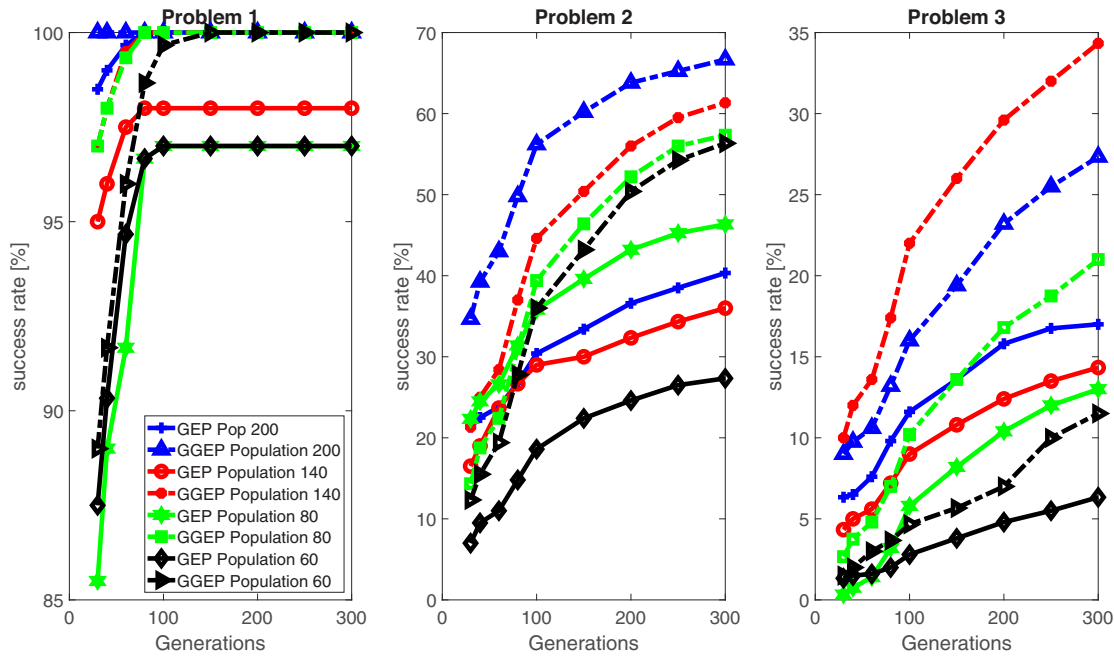 Problem 1
100
95
90
85
success rate [%]
GEP Pop 200
GGEP Population 200
GEP Population 140
GGEP Population 140
GEP Population 80
GGEP Population 80
GEP Population 60
GGEP Population 60
0 100 200 300
Generations
Problem 2
70
60
50
40
30
20
10
0
success rate [%]
0 100 200 300
Generations
Problem 3
35
30
25
20
15
10
5
0
success rate [%]
0 100 200 300
Generations